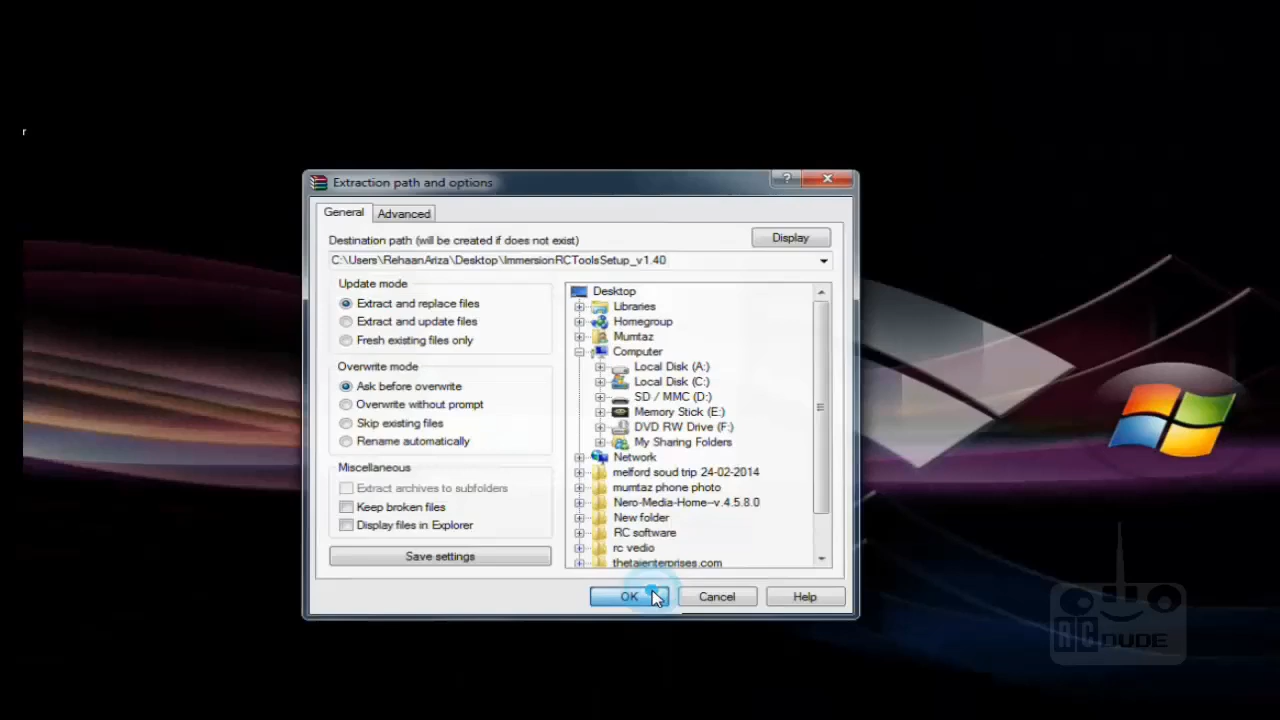 r
Extraction path and options
General
Advanced
Destination path (will be created if does not exist)
Display
C:\Users\RehaanAriza\Desktop\ImmersionRCToolsSetup_v1.40
Update mode
Extract and replace files
Extract and update files
Fresh existing files only
Overwrite mode
Ask before overwrite
Overwrite without prompt
Skip existing files
Rename automatically
Miscellaneous
Extract archives to subfolders
Keep broken files
Display files in Explorer
Save settings
Desktop
Libraries
Homegroup
Mumtaz
Computer
Local Disk (A:)
Local Disk (C:)
SD / MMC (D:)
Memory Stick (E:)
DVD RW Drive (F:)
My Sharing Folders
Network
melford soud trip 24-02-2014
mumtaz phone photo
Nero-Media-Home--v.4.5.8.0
New folder
RC software
rc vedio
thetajenterprises.com
OK
Cancel
Help
RC DUDE